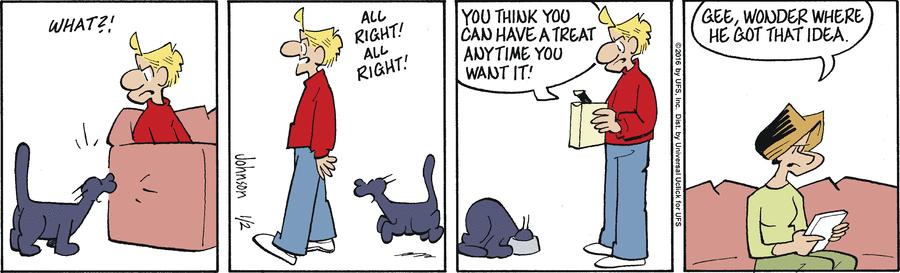 WHAT?!
ALL
RIGHT!
ALL
RIGHT!
Johnson 1/2
YOU THINK YOU
CAN HAVE A TREAT
ANYTIME YOU
WANT IT!
©2016 by UFS, Inc. Dist. by Universal Uclick for UFS
GEE, WONDER WHERE
HE GOT THAT IDEA.